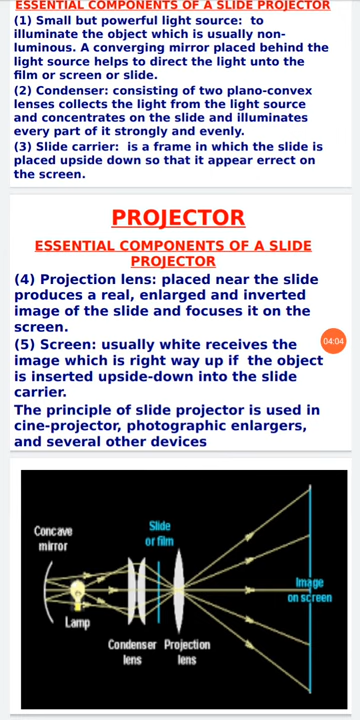 ESSENTIAL COMPONENTS OF A SLIDE PROJECTOR
(1) Small but powerful light source:  to
illuminate the object which is usually non-
luminous. A converging mirror placed behind the
light source helps to direct the light unto the
film or screen or slide.
(2) Condenser: consisting of two plano-convex
lenses collects the light from the light source
and concentrates on the slide and illuminates
every part of it strongly and evenly.
(3) Slide carrier:  is a frame in which the slide is
placed upside down so that it appear errect on
the screen.
PROJECTOR
ESSENTIAL COMPONENTS OF A SLIDE
PROJECTOR
(4) Projection lens: placed near the slide
produces a real, enlarged and inverted
image of the slide and focuses it on the
screen.
04:04
(5) Screen: usually white receives the
image which is right way up if  the object
is inserted upside-down into the slide
carrier.
The principle of slide projector is used in
cine-projector, photographic enlargers,
and several other devices
Concave
mirror
Slide
or film
Image
on screen
Lamp
Condenser
lens
Projection
lens